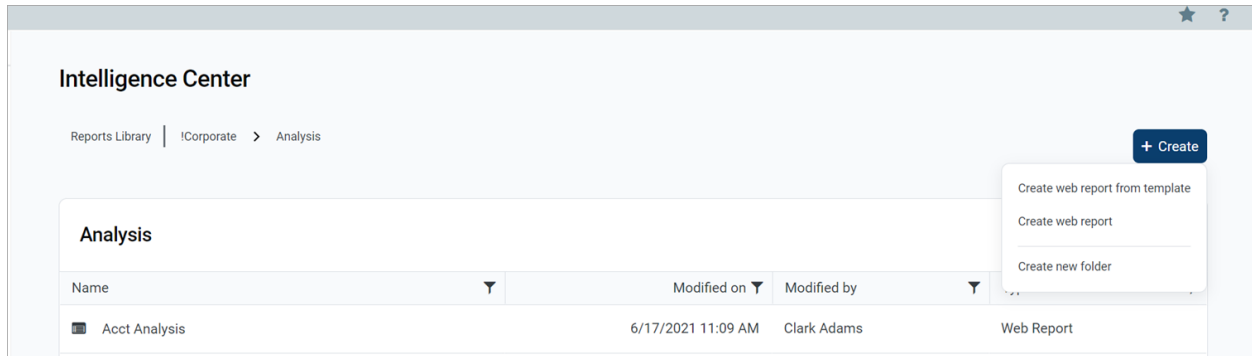 ?
Intelligence Center
Reports Library !Corporate > Analysis
+ Create
Create web report from template
Create web report
Create new folder
Analysis
Name Modified on Modified by
Acct Analysis 6/17/2021 11:09 AM Clark Adams Web Report